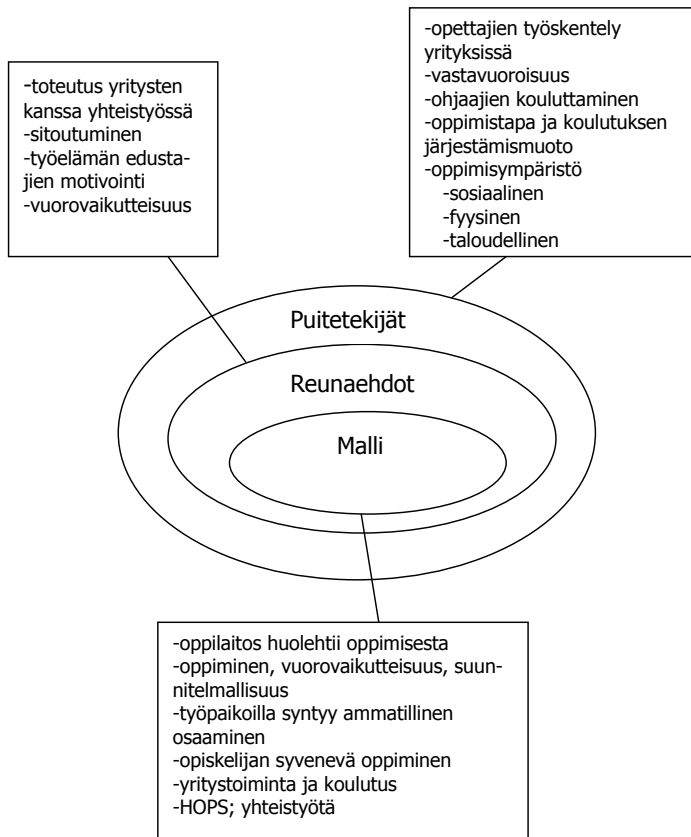 -toteutus yritysten
kanssa yhteistyössä
-sitoutuminen
-työelämän edusta-
jien motivointi
-vuorovaikutteisuus
-opettajien työskentely
yrityksissä
-vastavuoroisuus
-ohjaajien kouluttaminen
-oppimistapa ja koulutuksen
järjestämismuoto
-oppimisympäristö
-sosiaalinen
-fyysinen
-taloudellinen
Puitetekijät
Reunaehdot
Malli
-oppilaitos huolehtii oppimisesta
-oppiminen, vuorovaikutteisuus, suun-
nitelmallisuus
-työpaikoilla syntyy ammatillinen
osaaminen
-opiskelijan syvenevä oppiminen
-yritystoiminta ja koulutus
-HOPS; yhteistyötä